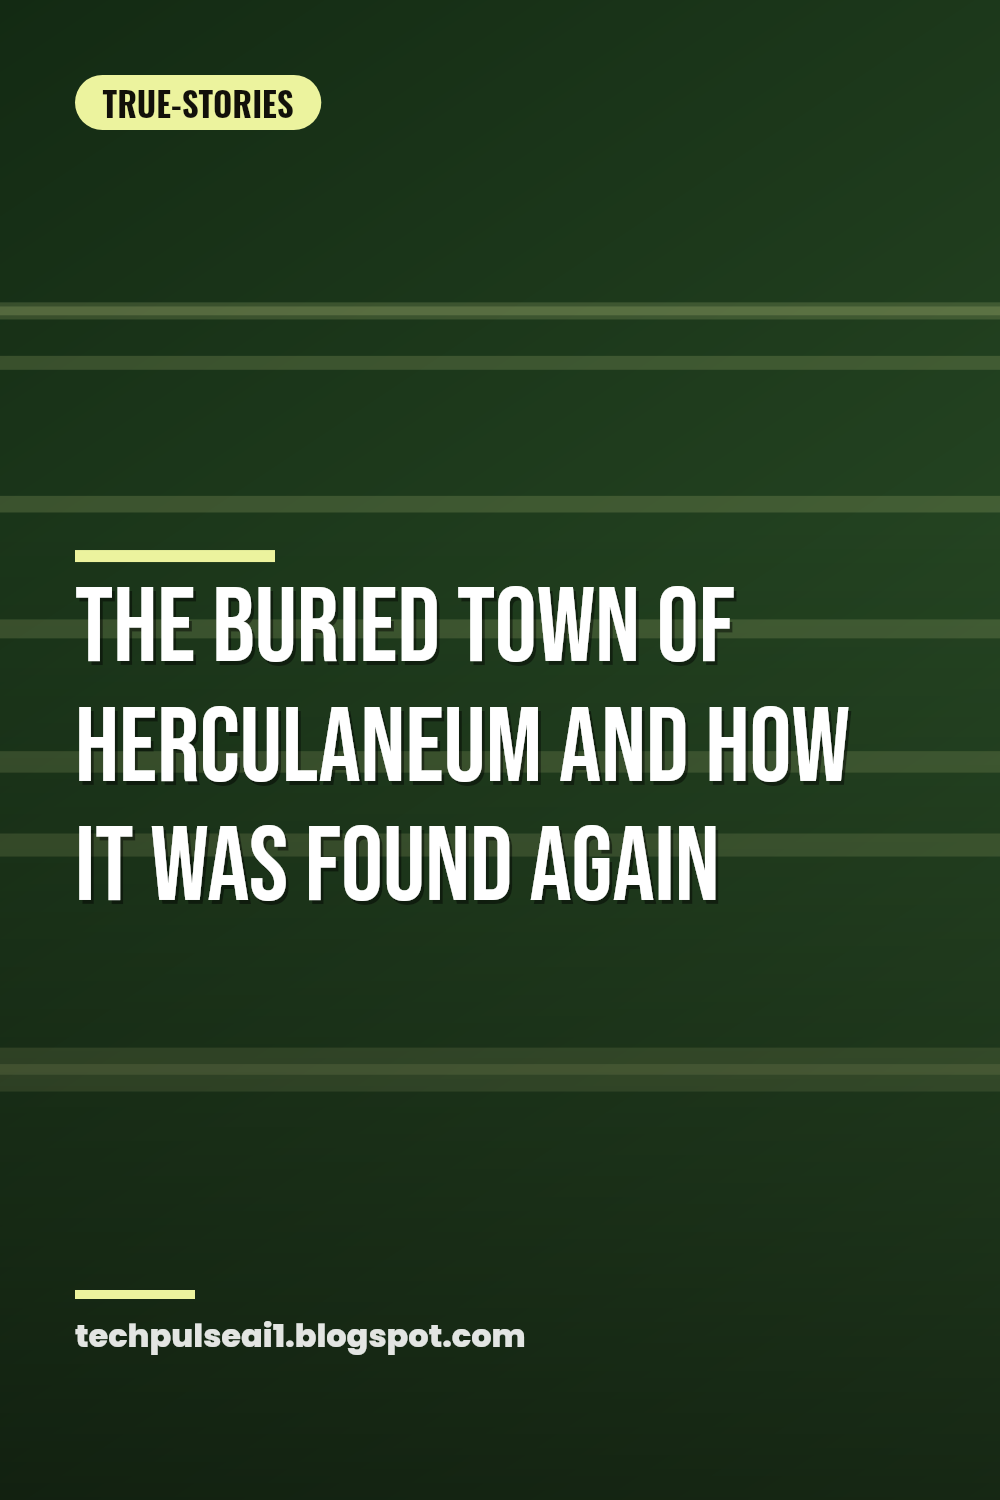 TRUE-STORIES
THE BURIED TOWN OF
HERCULANEUM AND HOW
IT WAS FOUND AGAIN
techpulseai1.blogspot.com